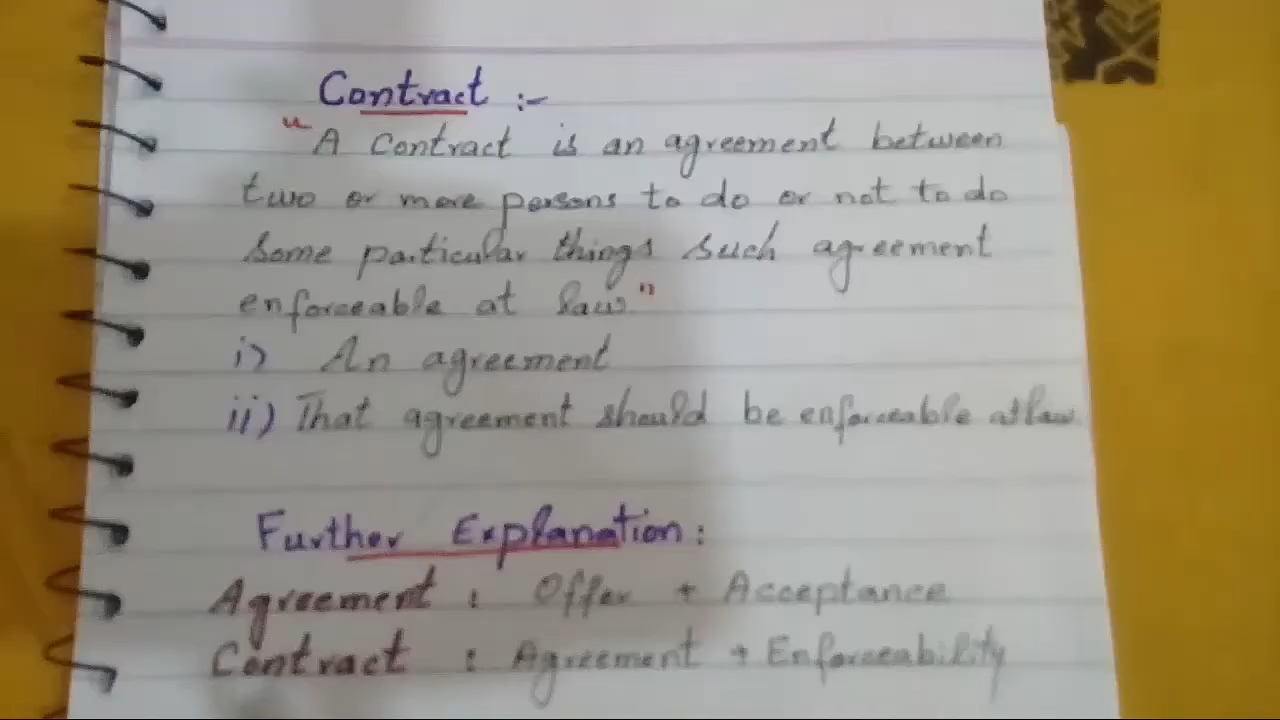 Contract :-
"A Contract is an agreement between
two or more persons to do or not to do
some particular things such agreement
enforceable at law"
i) An agreement
ii) That agreement should be enforceable at law.
Further Explanation:
Agreement : Offer + Acceptance
Contract : Agreement + Enforceability